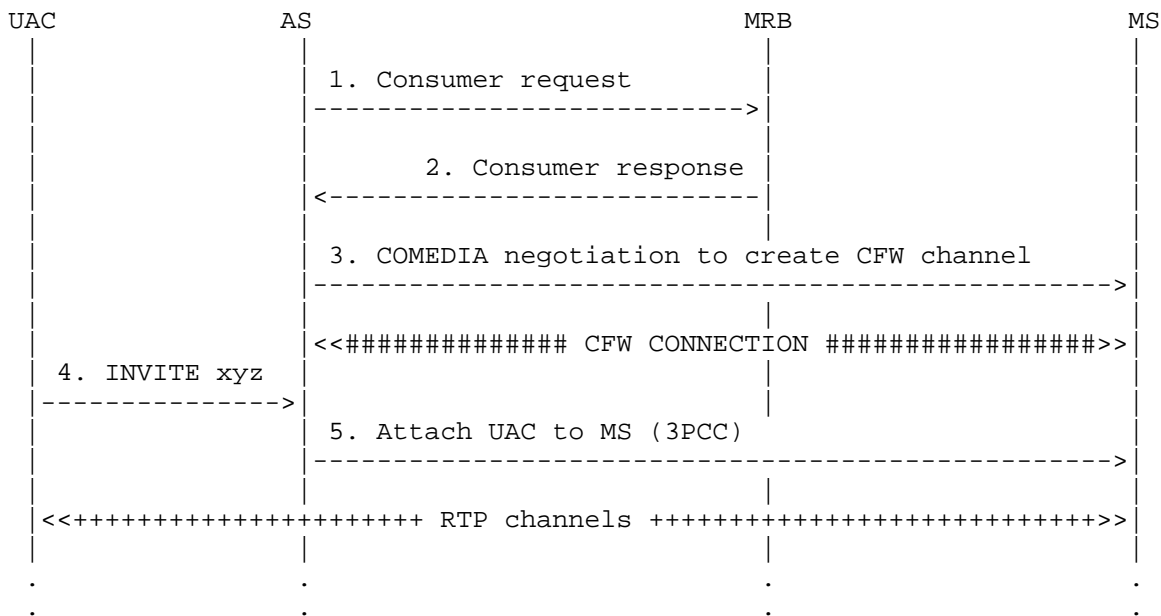 UAC AS MRB MS
1. Consumer request
2. Consumer response
3. COMEDIA negotiation to create CFW channel
CFW CONNECTION
4. INVITE xyz
5. Attach UAC to MS (3PCC)
RTP channels